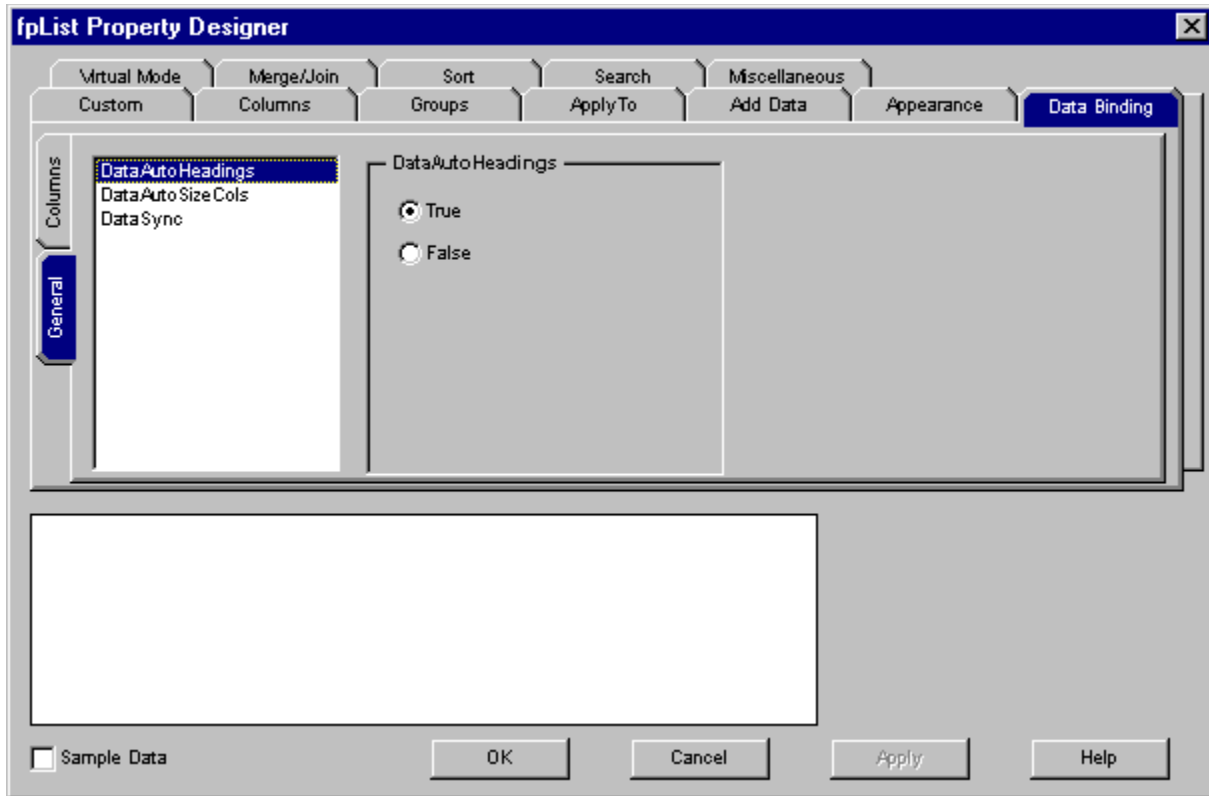 fpList Property Designer
Virtual Mode Merge/Join Sort Search Miscellaneous
Custom Columns Groups ApplyTo Add Data Appearance Data Binding
Columns
General
DataAutoHeadings
DataAutoSizeCols
DataSync
DataAutoHeadings
True
False
Sample Data OK Cancel Apply Help